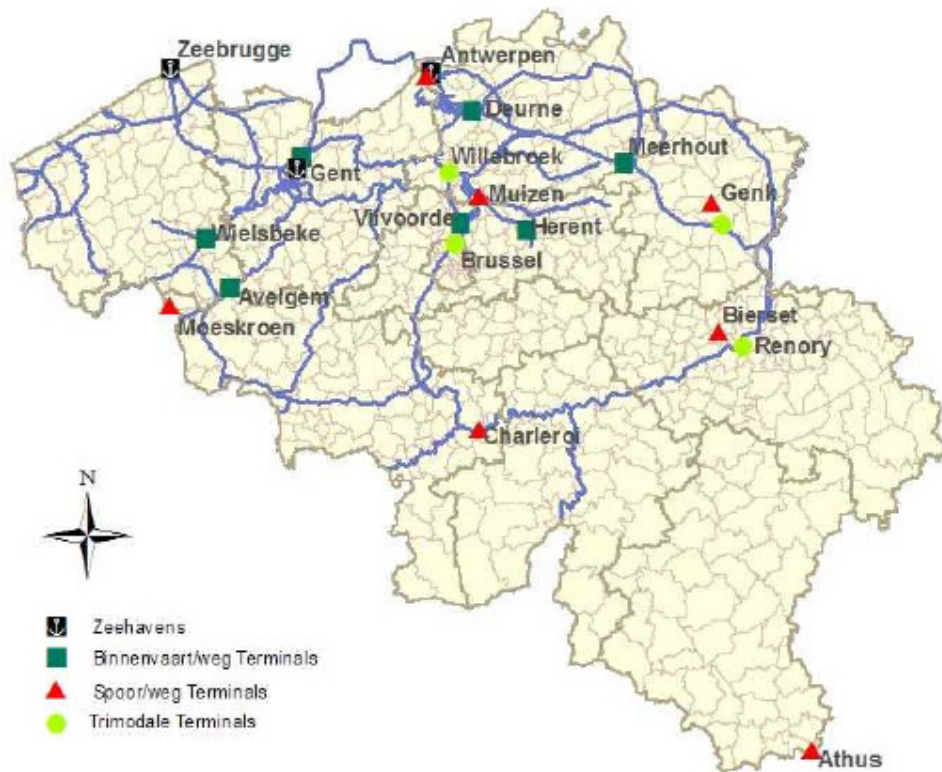 Zeebrugge
Antwerpen
Deurne
Meerhout
Gent
Willebroek
Genk
Muizen
Vilvoorde
Herent
Wielsbeke
Brussel
Avelgem
Moeskroen
Bierset
Renory
Charleroi
N
Zeehavens
Binnenvaart/weg Terminals
Spoor/weg Terminals
Trimodale Terminals
Athus